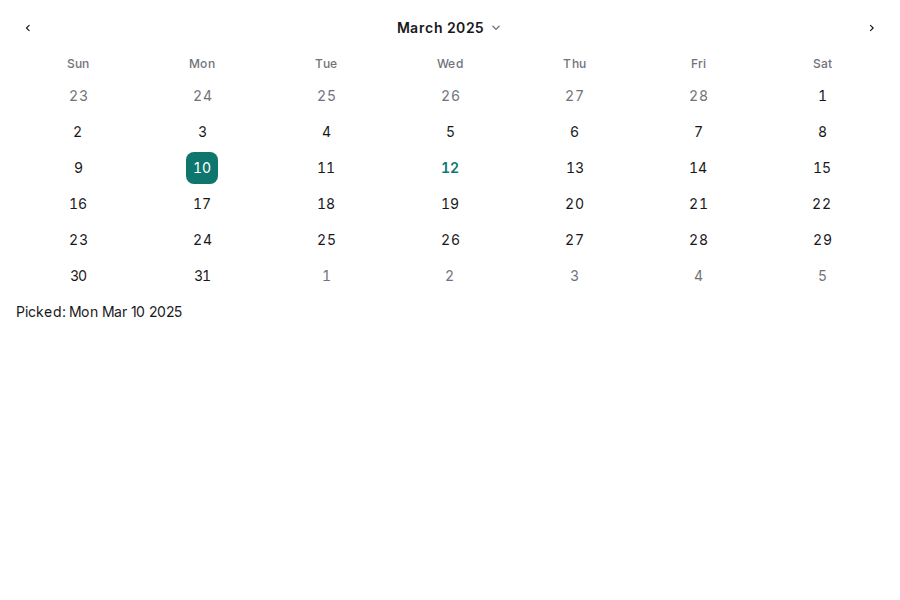 March 2025
Sun Mon Tue Wed Thu Fri Sat
23 24 25 26 27 28 1
2 3 4 5 6 7 8
9 10 11 12 13 14 15
16 17 18 19 20 21 22
23 24 25 26 27 28 29
30 31 1 2 3 4 5
Picked: Mon Mar 10 2025